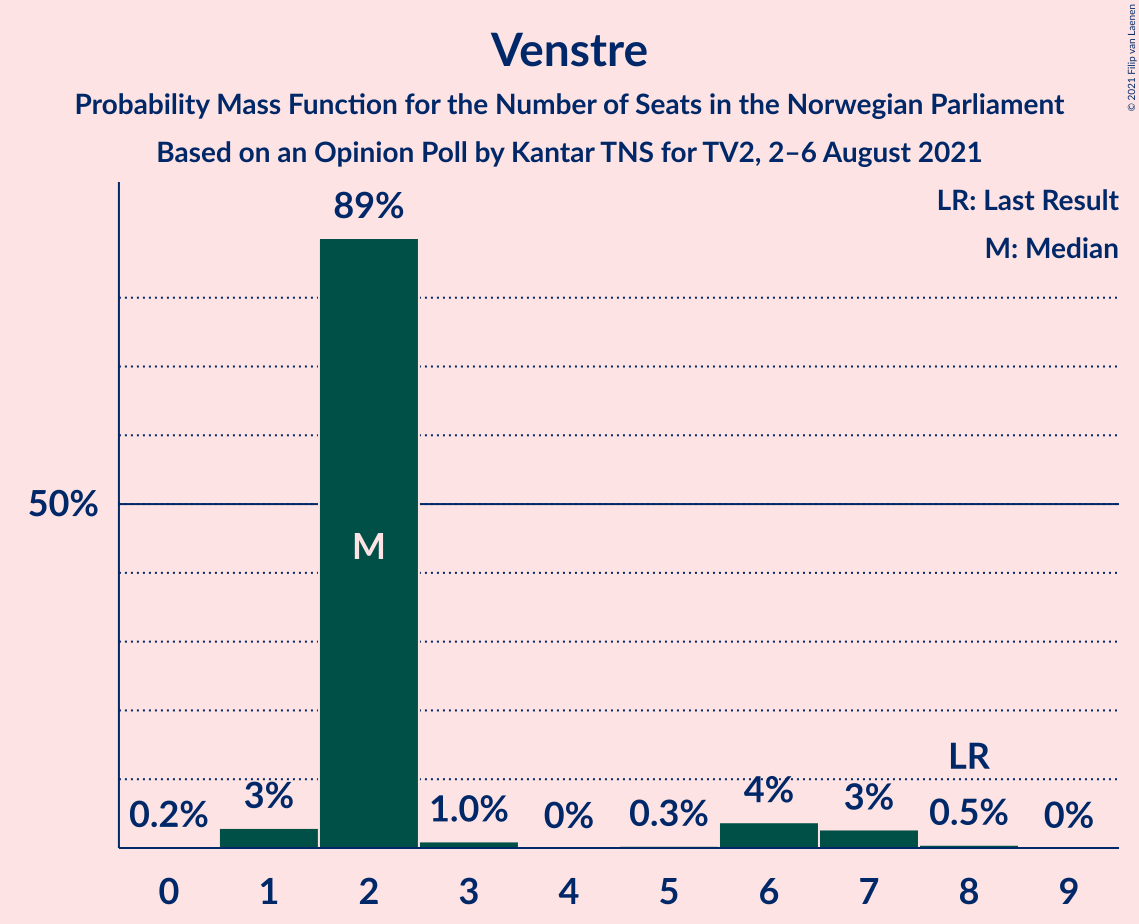 Venstre
Probability Mass Function for the Number of Seats in the Norwegian Parliament
Based on an Opinion Poll by Kantar TNS for TV2, 2–6 August 2021
© 2021 Filip van Laenen
LR: Last Result
M: Median
89%
50%
M
LR
0.2% 3% 1.0% 0% 0.3% 4% 3% 0.5% 0%
0 1 2 3 4 5 6 7 8 9